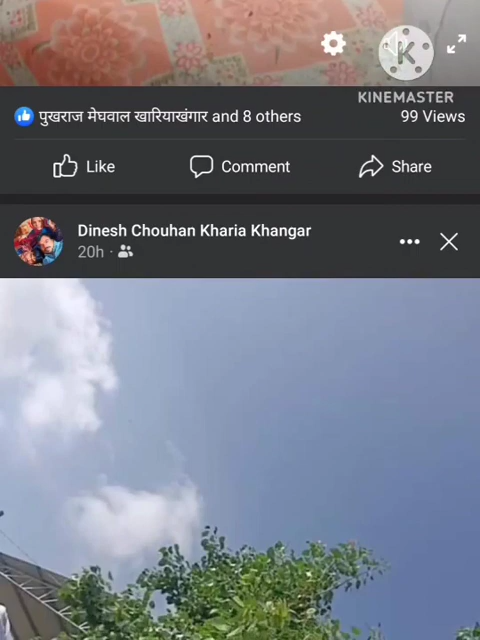 K
KINEMASTER
पुखराज मेघवाल खारियाखंगार and 8 others 99 Views
Like Comment Share
Dinesh Chouhan Kharia Khangar
20h ·